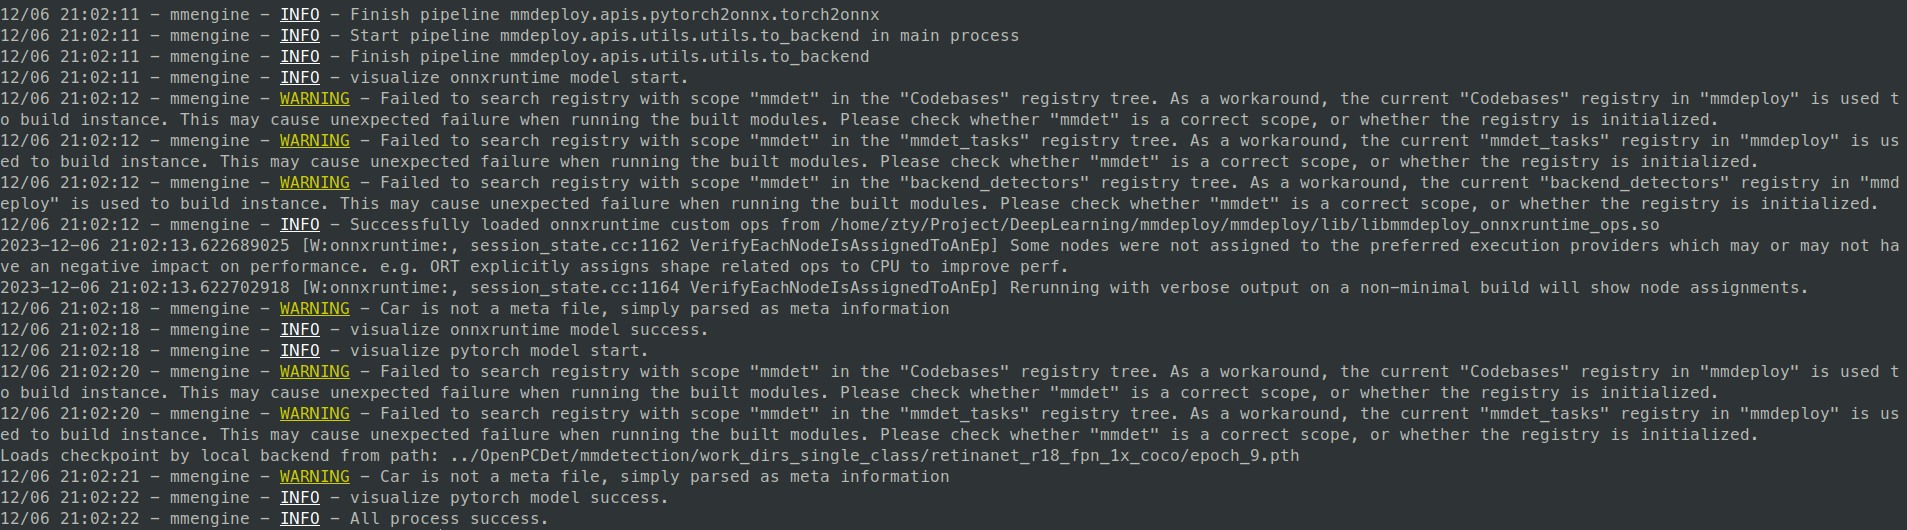 12/06 21:02:11 - mmengine - INFO - Finish pipeline mmdeploy.apis.pytorch2onnx.torch2onnx
12/06 21:02:11 - mmengine - INFO - Start pipeline mmdeploy.apis.utils.utils.to_backend in main process
12/06 21:02:11 - mmengine - INFO - Finish pipeline mmdeploy.apis.utils.utils.to_backend
12/06 21:02:11 - mmengine - INFO - visualize onnxruntime model start.
12/06 21:02:12 - mmengine - WARNING - Failed to search registry with scope "mmdet" in the "Codebases" registry tree. As a workaround, the current "Codebases" registry in "mmdeploy" is used t
o build instance. This may cause unexpected failure when running the built modules. Please check whether "mmdet" is a correct scope, or whether the registry is initialized.
12/06 21:02:12 - mmengine - WARNING - Failed to search registry with scope "mmdet" in the "mmdet_tasks" registry tree. As a workaround, the current "mmdet_tasks" registry in "mmdeploy" is us
ed to build instance. This may cause unexpected failure when running the built modules. Please check whether "mmdet" is a correct scope, or whether the registry is initialized.
12/06 21:02:12 - mmengine - WARNING - Failed to search registry with scope "mmdet" in the "backend_detectors" registry tree. As a workaround, the current "backend_detectors" registry in "mmd
eploy" is used to build instance. This may cause unexpected failure when running the built modules. Please check whether "mmdet" is a correct scope, or whether the registry is initialized.
12/06 21:02:12 - mmengine - INFO - Successfully loaded onnxruntime custom ops from /home/zty/Project/DeepLearning/mmdeploy/mmdeploy/lib/libmmdeploy_onnxruntime_ops.so
2023-12-06 21:02:13.622689025 [W:onnxruntime:, session_state.cc:1162 VerifyEachNodeIsAssignedToAnEp] Some nodes were not assigned to the preferred execution providers which may or may not ha
ve an negative impact on performance. e.g. ORT explicitly assigns shape related ops to CPU to improve perf.
2023-12-06 21:02:13.622702918 [W:onnxruntime:, session_state.cc:1164 VerifyEachNodeIsAssignedToAnEp] Rerunning with verbose output on a non-minimal build will show node assignments.
12/06 21:02:18 - mmengine - WARNING - Car is not a meta file, simply parsed as meta information
12/06 21:02:18 - mmengine - INFO - visualize onnxruntime model success.
12/06 21:02:18 - mmengine - INFO - visualize pytorch model start.
12/06 21:02:20 - mmengine - WARNING - Failed to search registry with scope "mmdet" in the "Codebases" registry tree. As a workaround, the current "Codebases" registry in "mmdeploy" is used t
o build instance. This may cause unexpected failure when running the built modules. Please check whether "mmdet" is a correct scope, or whether the registry is initialized.
12/06 21:02:20 - mmengine - WARNING - Failed to search registry with scope "mmdet" in the "mmdet_tasks" registry tree. As a workaround, the current "mmdet_tasks" registry in "mmdeploy" is us
ed to build instance. This may cause unexpected failure when running the built modules. Please check whether "mmdet" is a correct scope, or whether the registry is initialized.
Loads checkpoint by local backend from path: ../OpenPCDet/mmdetection/work_dirs_single_class/retinanet_r18_fpn_1x_coco/epoch_9.pth
12/06 21:02:21 - mmengine - WARNING - Car is not a meta file, simply parsed as meta information
12/06 21:02:22 - mmengine - INFO - visualize pytorch model success.
12/06 21:02:22 - mmengine - INFO - All process success.